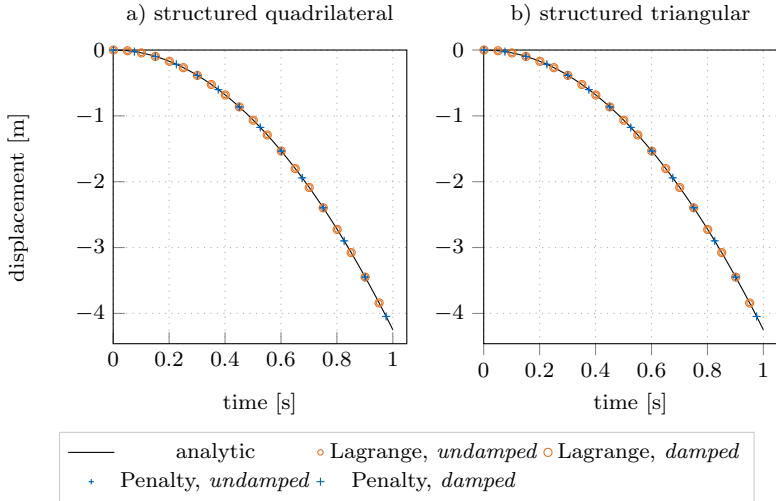 a) structured quadrilateral
b) structured triangular
0
−1
−2
−3
−4
displacement [m]
0 0.2 0.4 0.6 0.8 1
time [s]
0
−1
−2
−3
−4
0 0.2 0.4 0.6 0.8 1
time [s]
analytic Lagrange, undamped Lagrange, damped
Penalty, undamped Penalty, damped